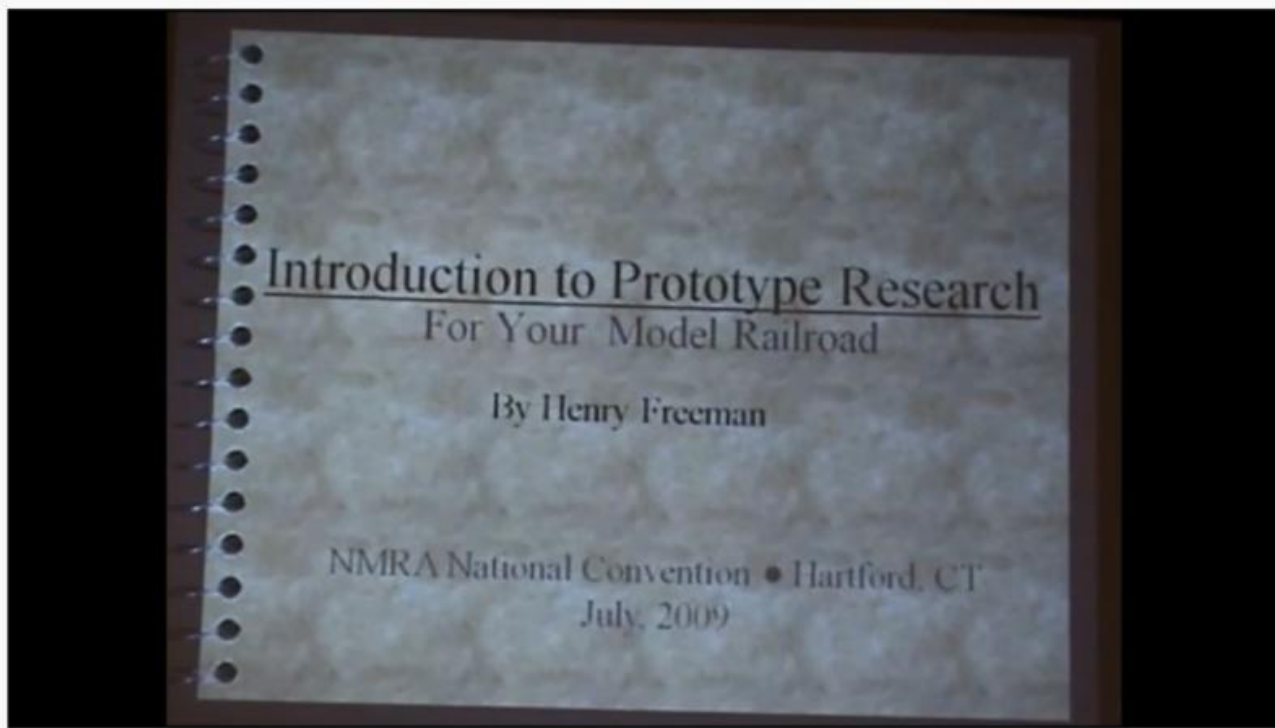 Introduction to Prototype Research
For Your Model Railroad
By Henry Freeman
NMRA National Convention • Hartford, CT
July, 2009